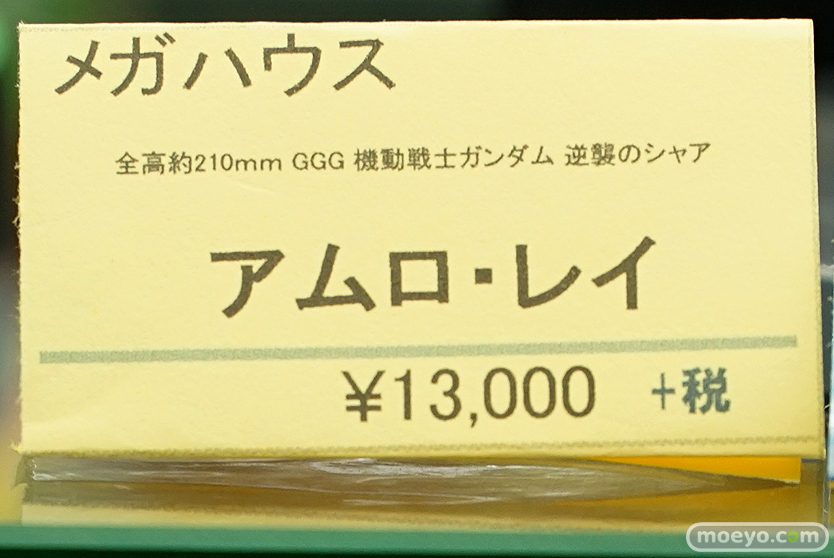 メガハウス
全高約210mm GGG 機動戦士ガンダム 逆襲のシャア
アムロ・レイ
¥13,000 +税
moeyo.com